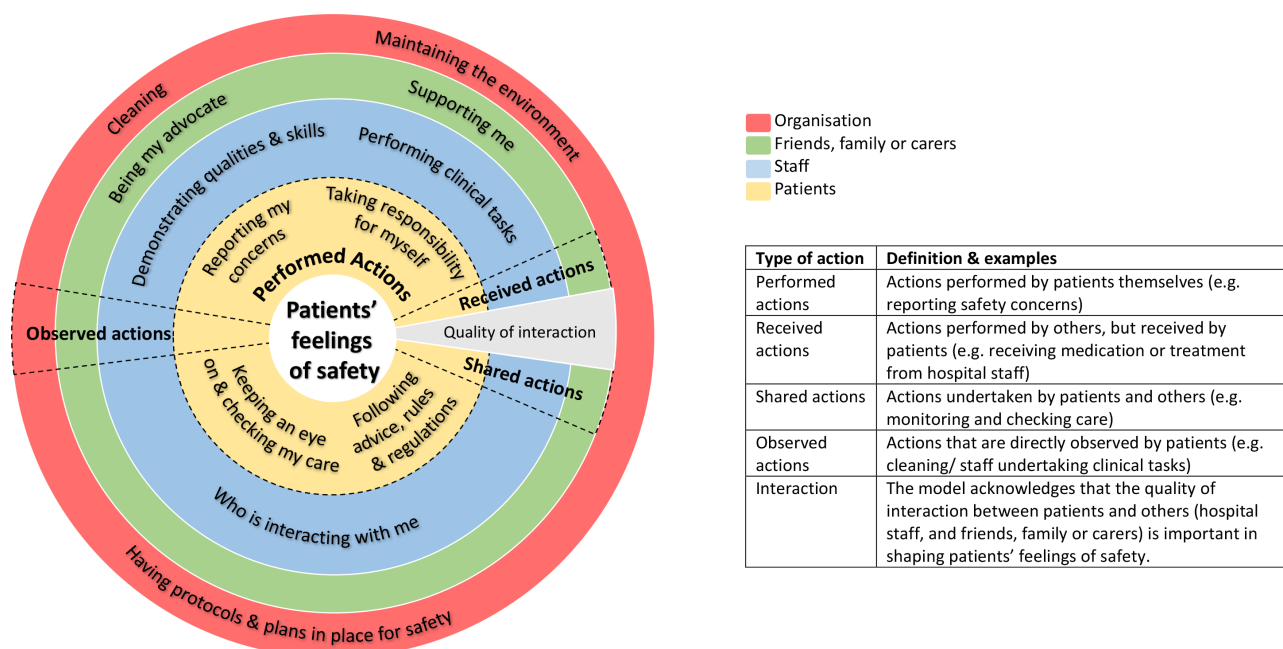 Maintaining the environment
Cleaning
Being my advocate
Supporting me
Demonstrating qualities & skills
Performing clinical tasks
Reporting my
concerns
Taking responsibility
for myself
Performed Actions
Patients’
feelings
of safety
Received actions
Observed actions
Quality of interaction
Shared actions
Keeping an eye
on & checking my care
Following
advice, rules
& regulations
Who is interacting with me
Having protocols & plans in place for safety
Organisation
Friends, family or carers
Staff
Patients
Type of action
Definition & examples
Performed
actions
Actions performed by patients themselves (e.g.
reporting safety concerns)
Received
actions
Actions performed by others, but received by
patients (e.g. receiving medication or treatment
from hospital staff)
Shared actions
Actions undertaken by patients and others (e.g.
monitoring and checking care)
Observed
actions
Actions that are directly observed by patients (e.g.
cleaning/ staff undertaking clinical tasks)
Interaction
The model acknowledges that the quality of
interaction between patients and others (hospital
staff, and friends, family or carers) is important in
shaping patients’ feelings of safety.